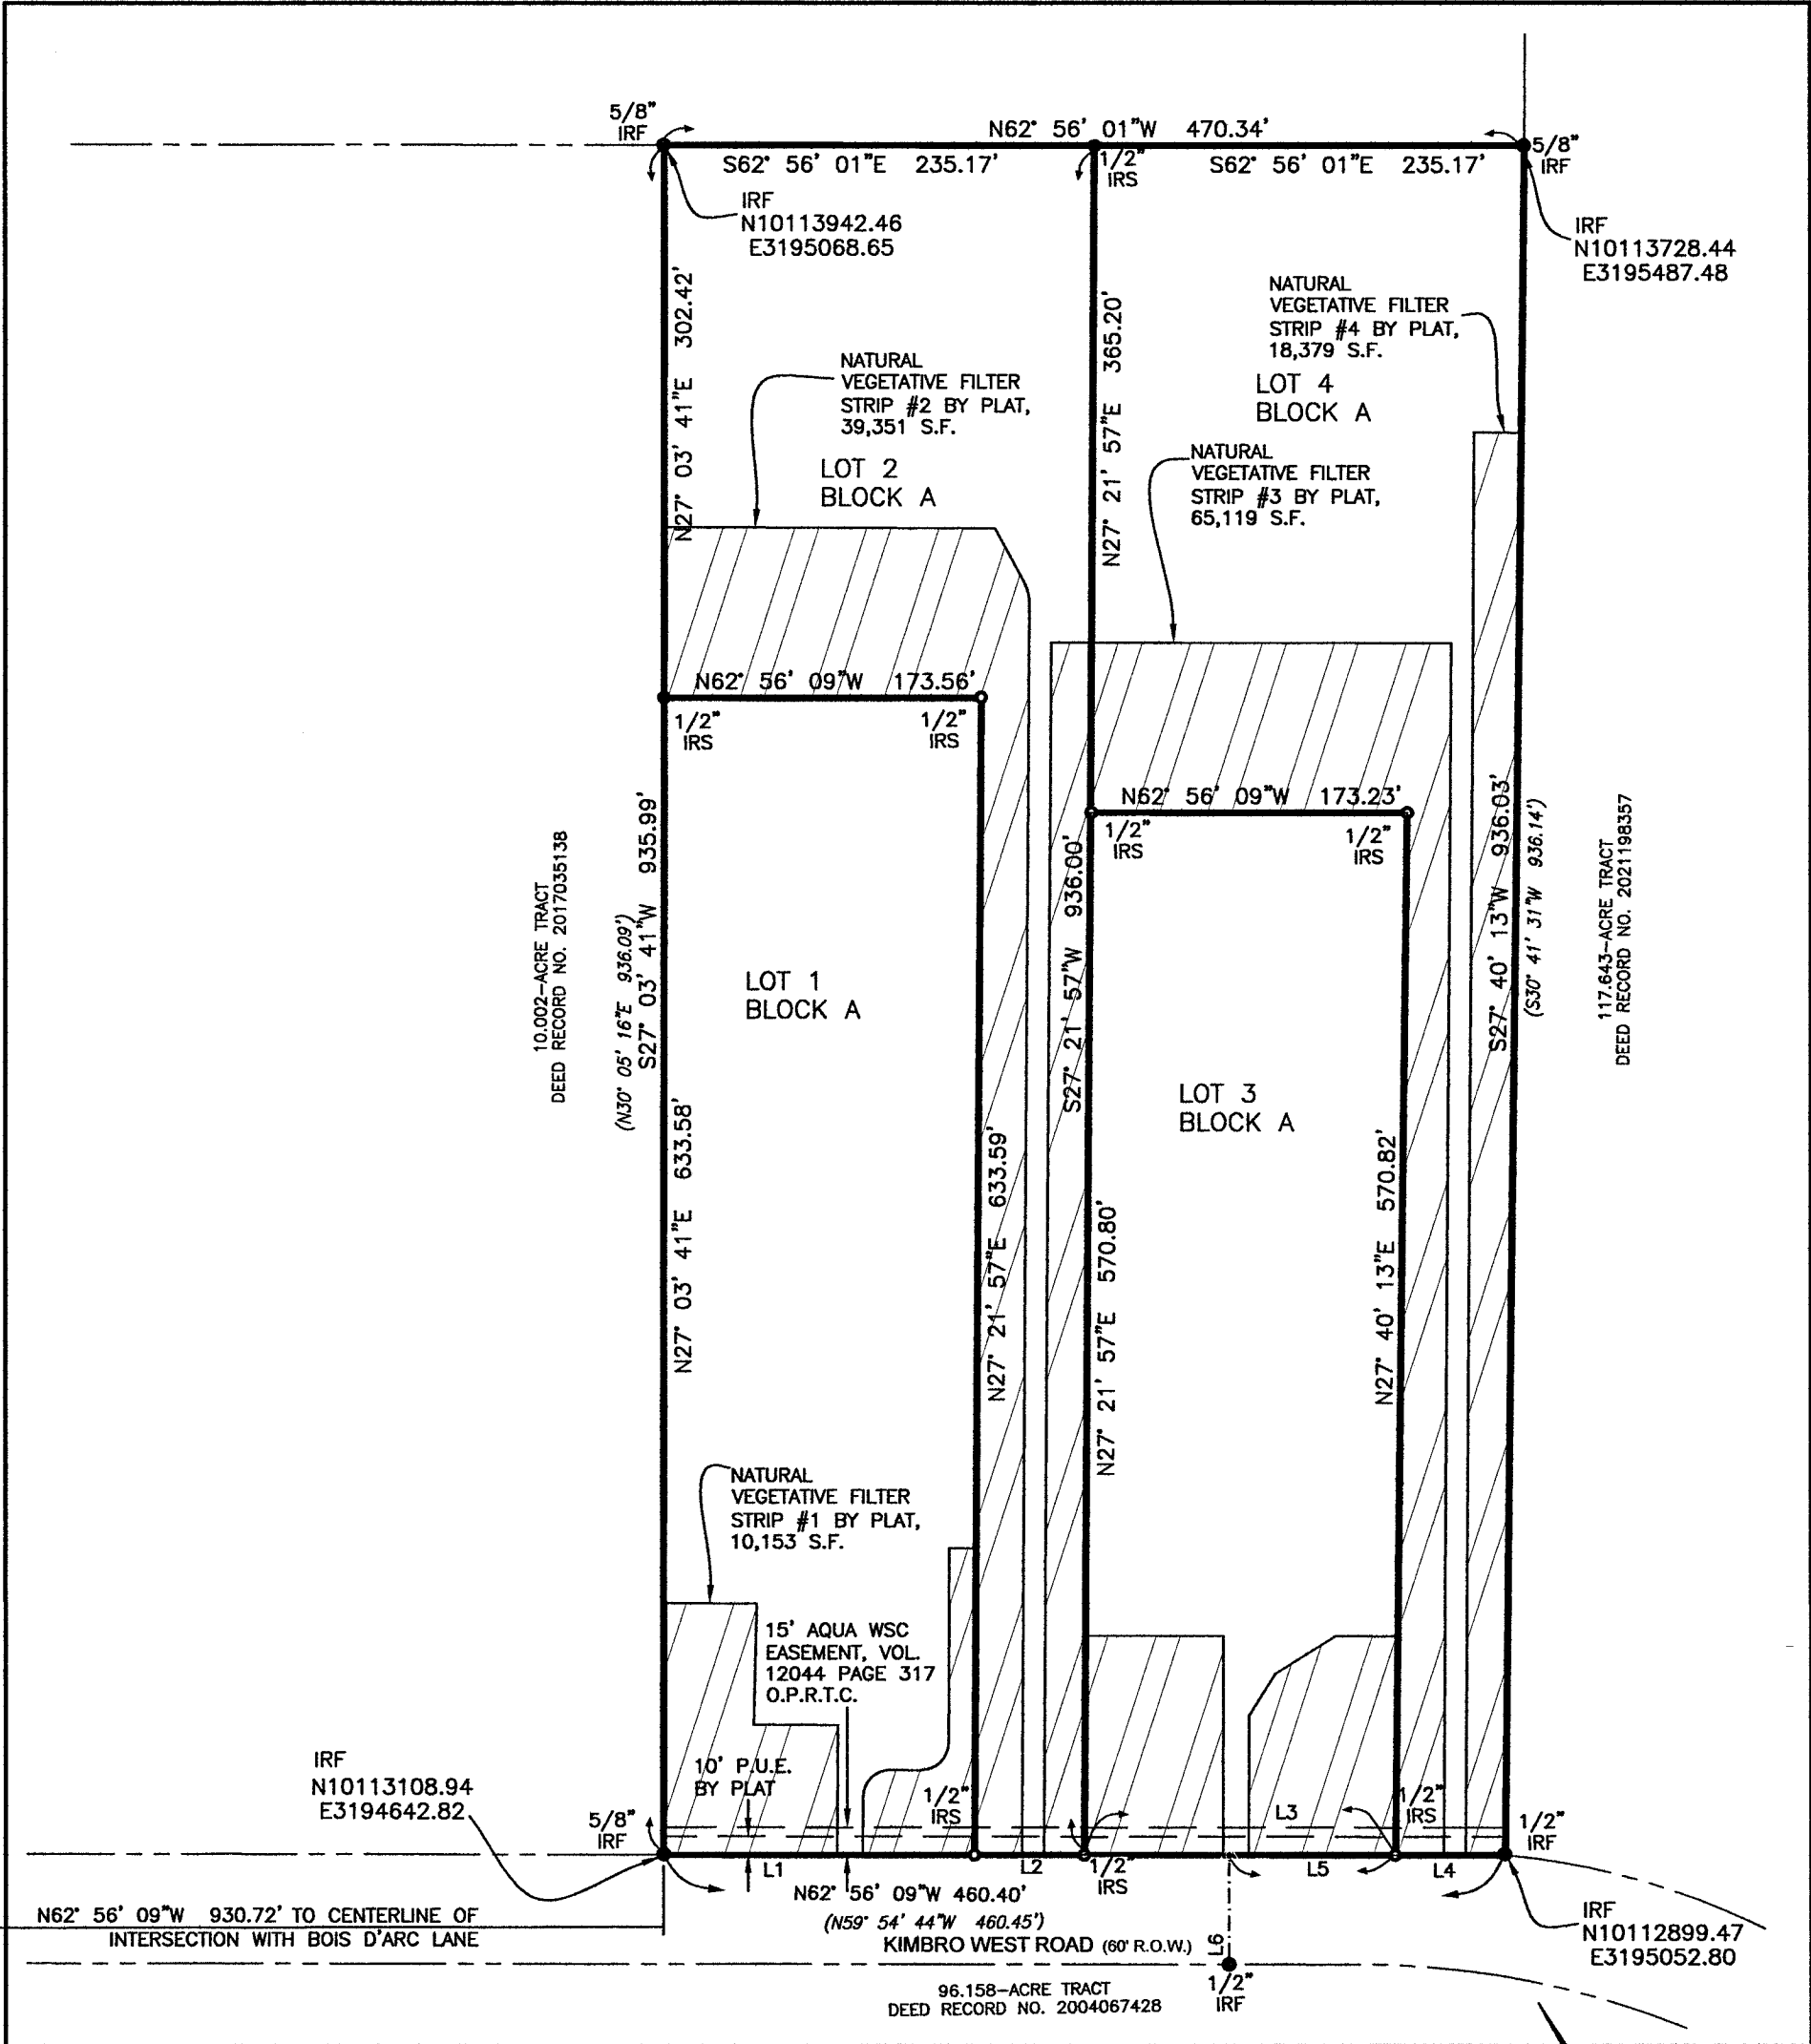 5/8"
IRF
N62° 56' 01"W 470.34'
S62° 56' 01"E 235.17'
1/2"
IRS
S62° 56' 01"E 235.17'
5/8"
IRF
IRF
N10113942.46
E3195068.65
IRF
N10113728.44
E3195487.48
N27° 03' 41"E 302.42'
N27° 21' 57"E 365.20'
NATURAL
VEGETATIVE FILTER
STRIP #4 BY PLAT,
18,379 S.F.
LOT 4
BLOCK A
NATURAL
VEGETATIVE FILTER
STRIP #2 BY PLAT,
39,351 S.F.
LOT 2
BLOCK A
NATURAL
VEGETATIVE FILTER
STRIP #3 BY PLAT,
65,119 S.F.
N62° 56' 09"W 173.56'
1/2"
IRS
1/2"
IRS
N62° 56' 09"W 173.23'
1/2"
IRS
1/2"
IRS
10.002-ACRE TRACT
DEED RECORD NO. 2017035138
(N30° 05' 16"E 936.09')
S27° 03' 41"W 935.99'
S27° 21' 57"W 936.00'
S27° 40' 13"W 936.03'
(S30° 41' 31"W 936.14')
117.643-ACRE TRACT
DEED RECORD NO. 2021198357
LOT 1
BLOCK A
LOT 3
BLOCK A
N27° 03' 41"E 633.58'
N27° 21' 57"E 633.59'
N27° 21' 57"E 570.80'
N27° 40' 13"E 570.82'
NATURAL
VEGETATIVE FILTER
STRIP #1 BY PLAT,
10,153 S.F.
15' AQUA WSC
EASEMENT, VOL.
12044 PAGE 317
O.P.R.T.C.
10' P.U.E.
BY PLAT
IRF
N10113108.94
E3194642.82
5/8"
IRF
1/2"
IRS
L3
1/2"
IRS
1/2"
IRF
L1
L2
1/2"
IRS
L5
L4
N62° 56' 09"W 460.40'
(N59° 54' 44"W 460.45')
N62° 56' 09"W 930.72' TO CENTERLINE OF
INTERSECTION WITH BOIS D'ARC LANE
KIMBRO WEST ROAD (60' R.O.W.)
L6
IRF
N10112899.47
E3195052.80
1/2"
IRF
96.158-ACRE TRACT
DEED RECORD NO. 2004067428